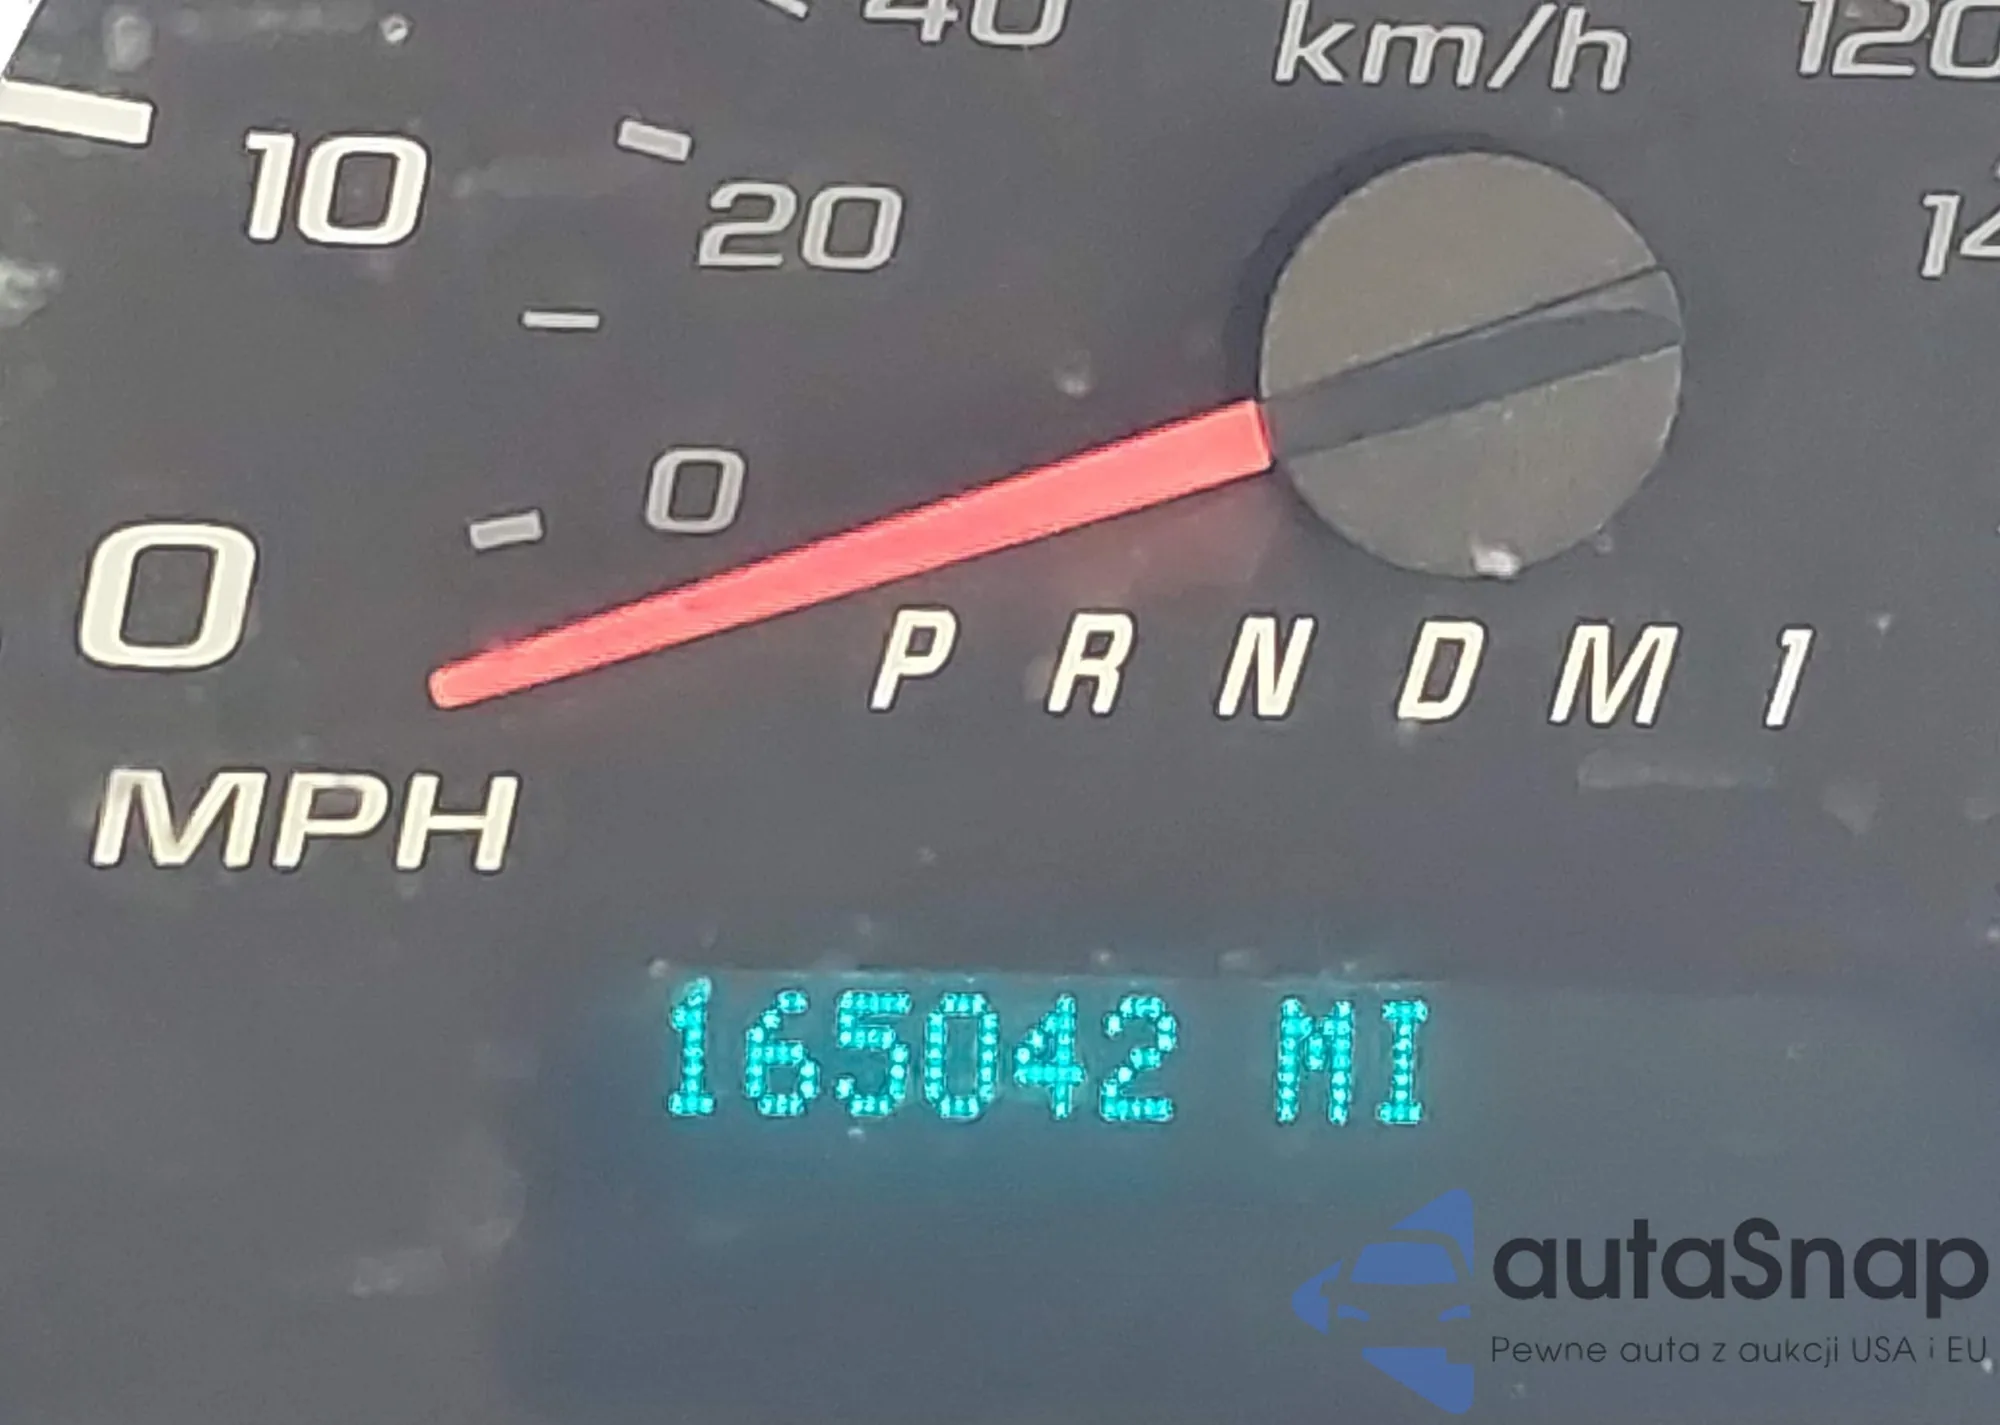 40 km/h 120
10 20
0
0
P R N D M 1
MPH
165042 MI
autaSnap
Pewne auta z aukcji USA i EU